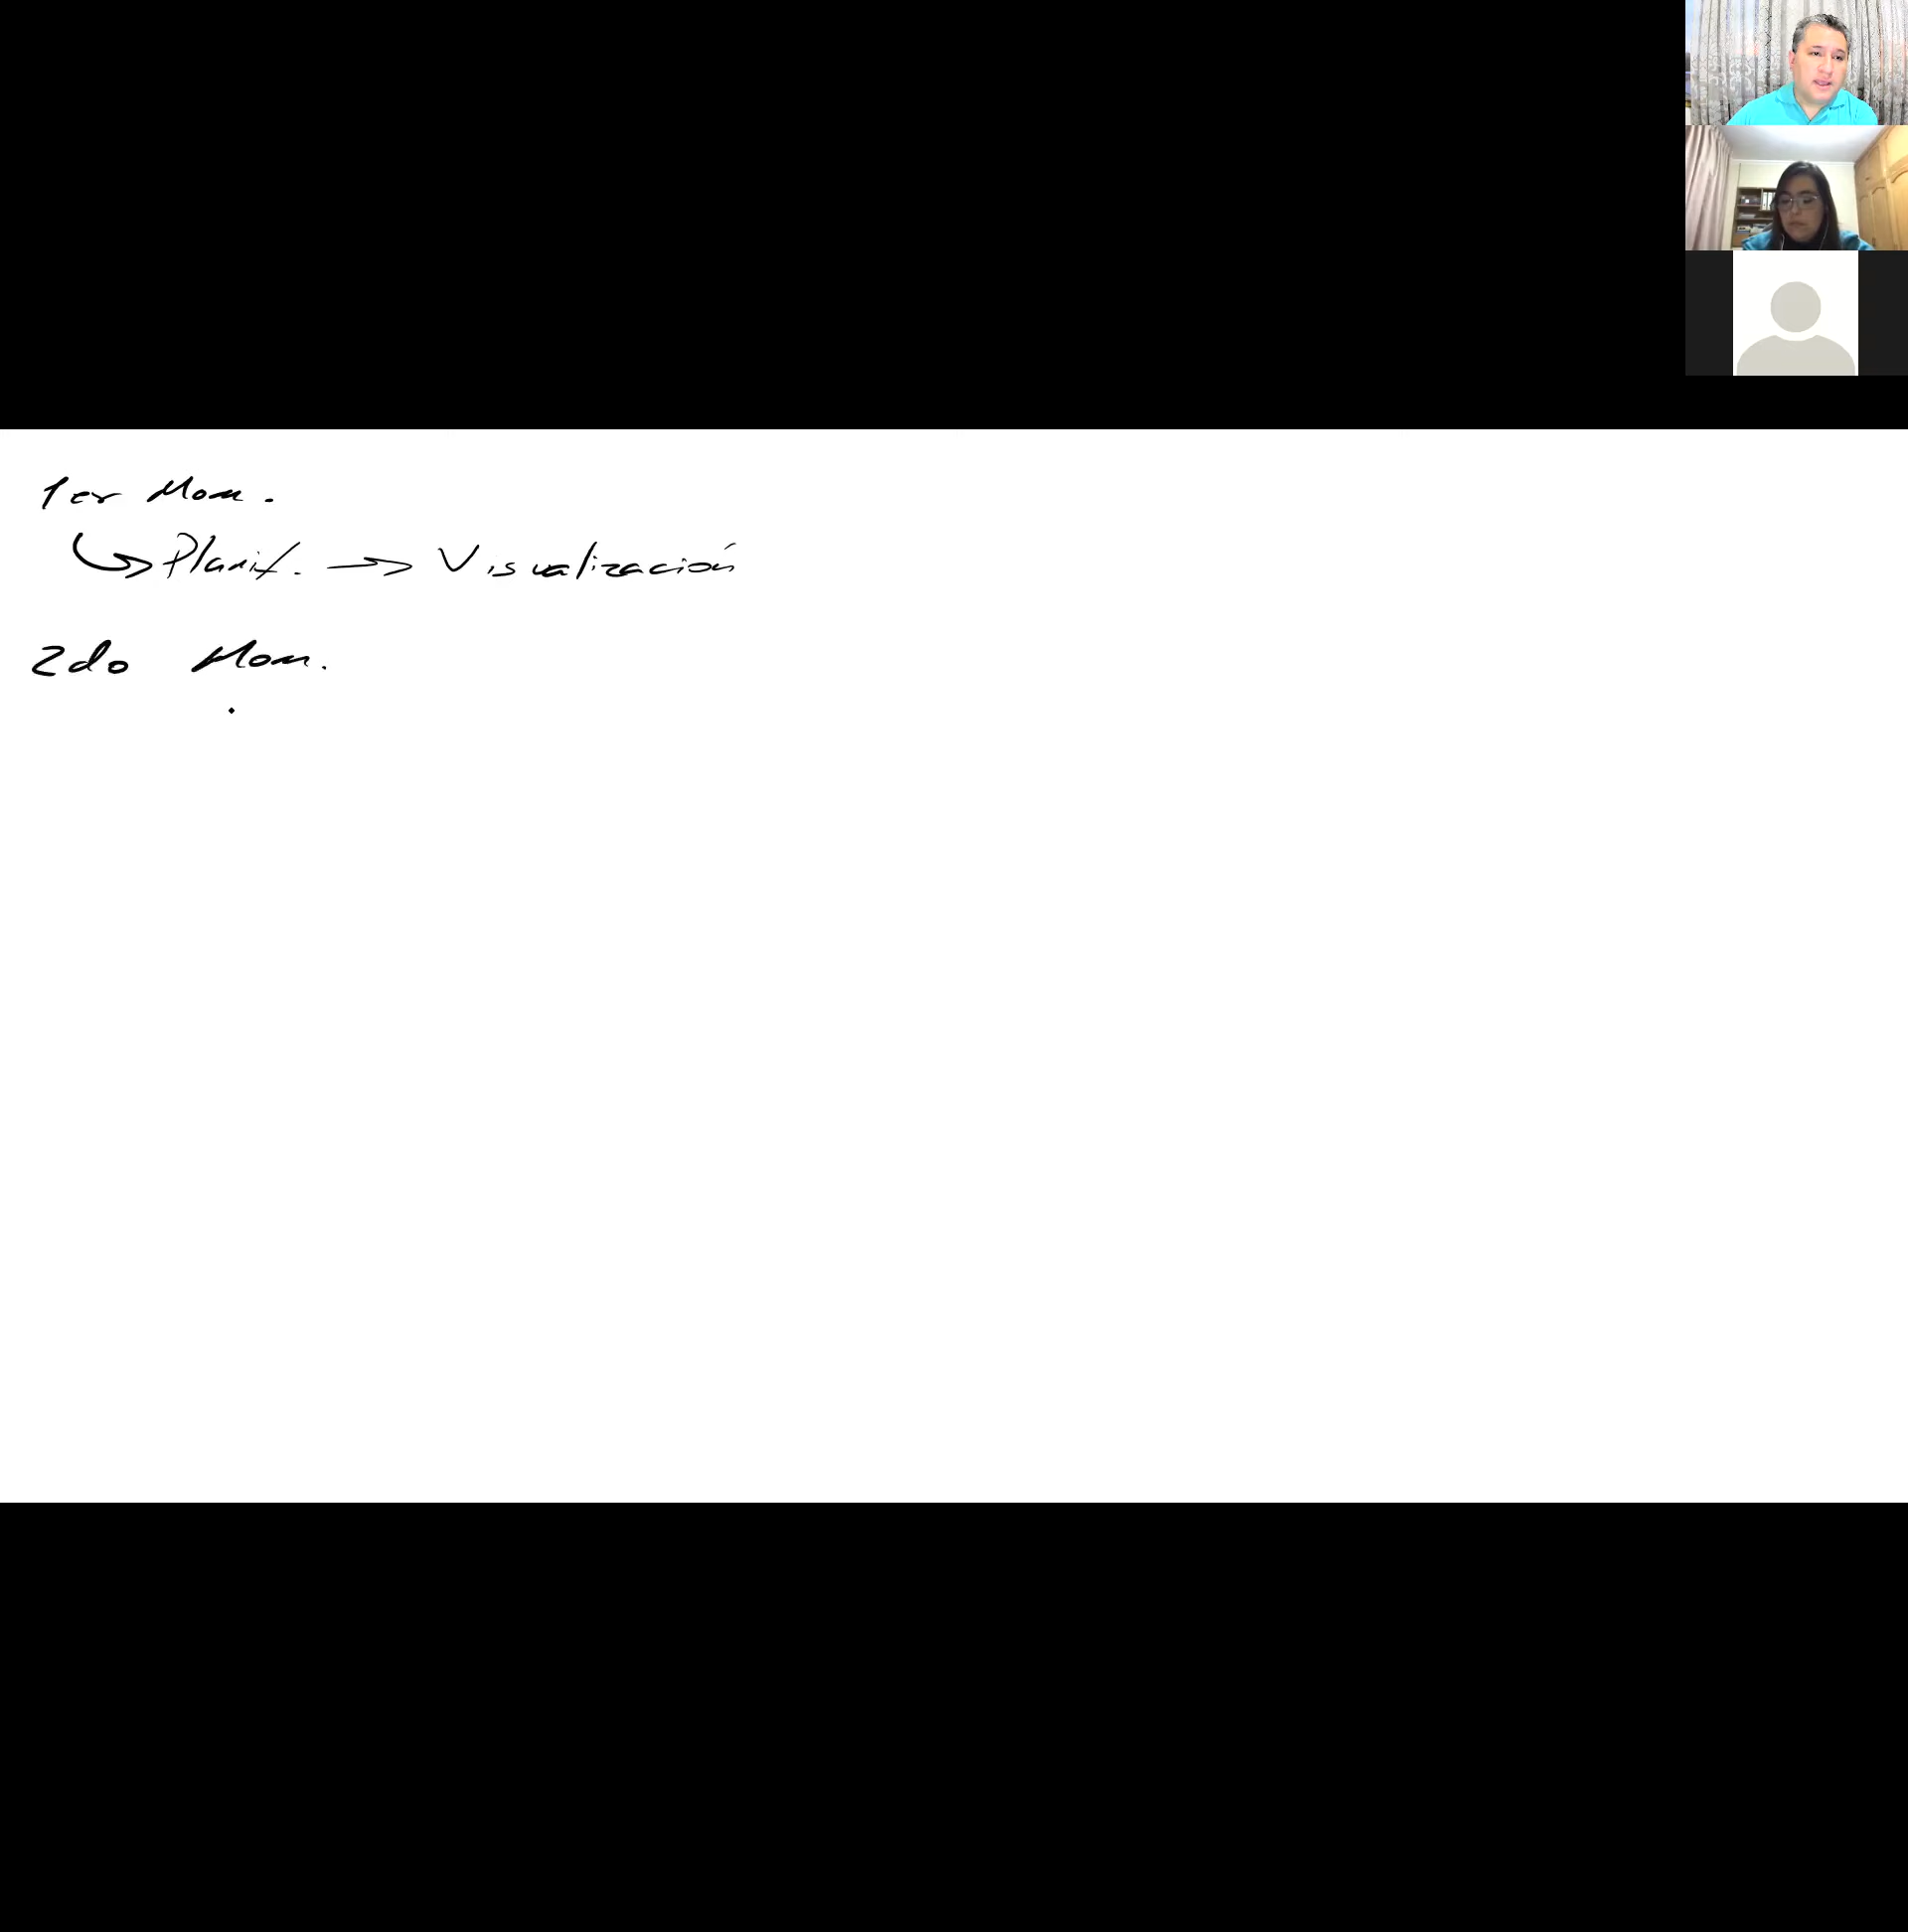 1er Mom.
Planif. → Visualización
2do Mom.